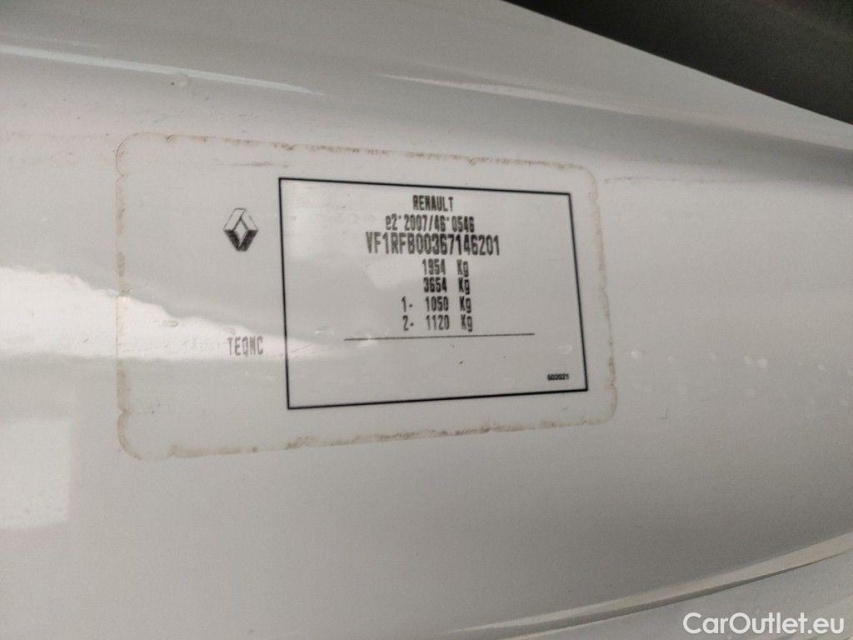 RENAULT
e2*2007/46*0546
VF1RFB00367146201
1954 Kg
3654 Kg
1- 1050 Kg
2- 1120 Kg
TEQNC
602021
CarOutlet.eu